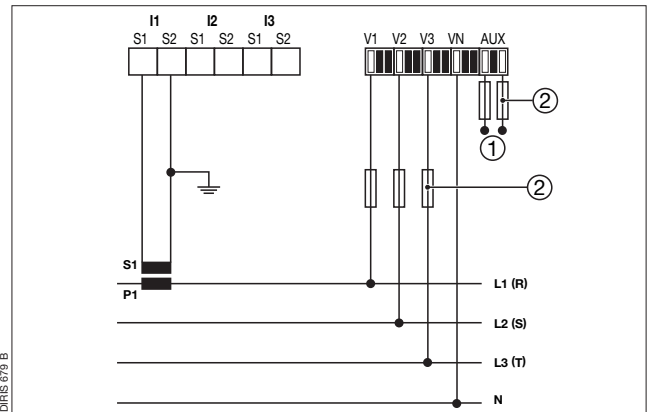 I1 I2 I3
S1 S2 S1 S2 S1 S2
V1 V2 V3 VN AUX
2
1
2
S1
P1
L1 (R)
L2 (S)
L3 (T)
N
DIRIS 679 B